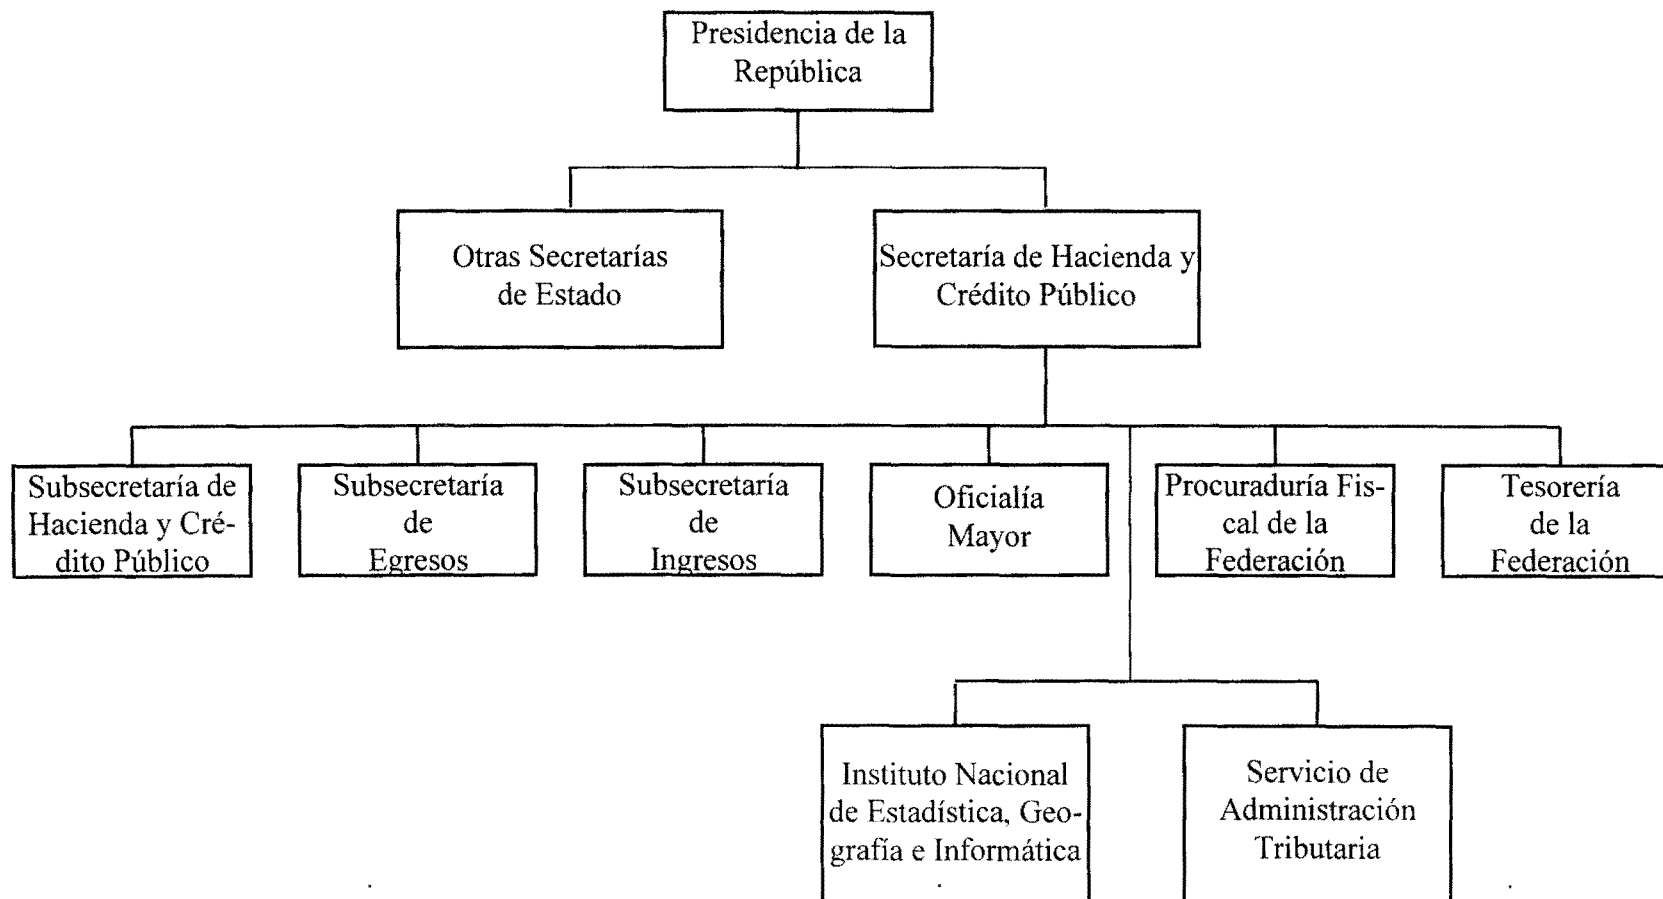 Presidencia de la
República
Otras Secretarías
de Estado
Secretaría de Hacienda y
Crédito Público
Subsecretaría de
Hacienda y Cré-
dito Público
Subsecretaría
de
Egresos
Subsecretaría
de
Ingresos
Oficialía
Mayor
Procuraduría Fis-
cal de la
Federación
Tesorería
de la
Federación
Instituto Nacional
de Estadística, Geo-
grafía e Informática
Servicio de
Administración
Tributaria